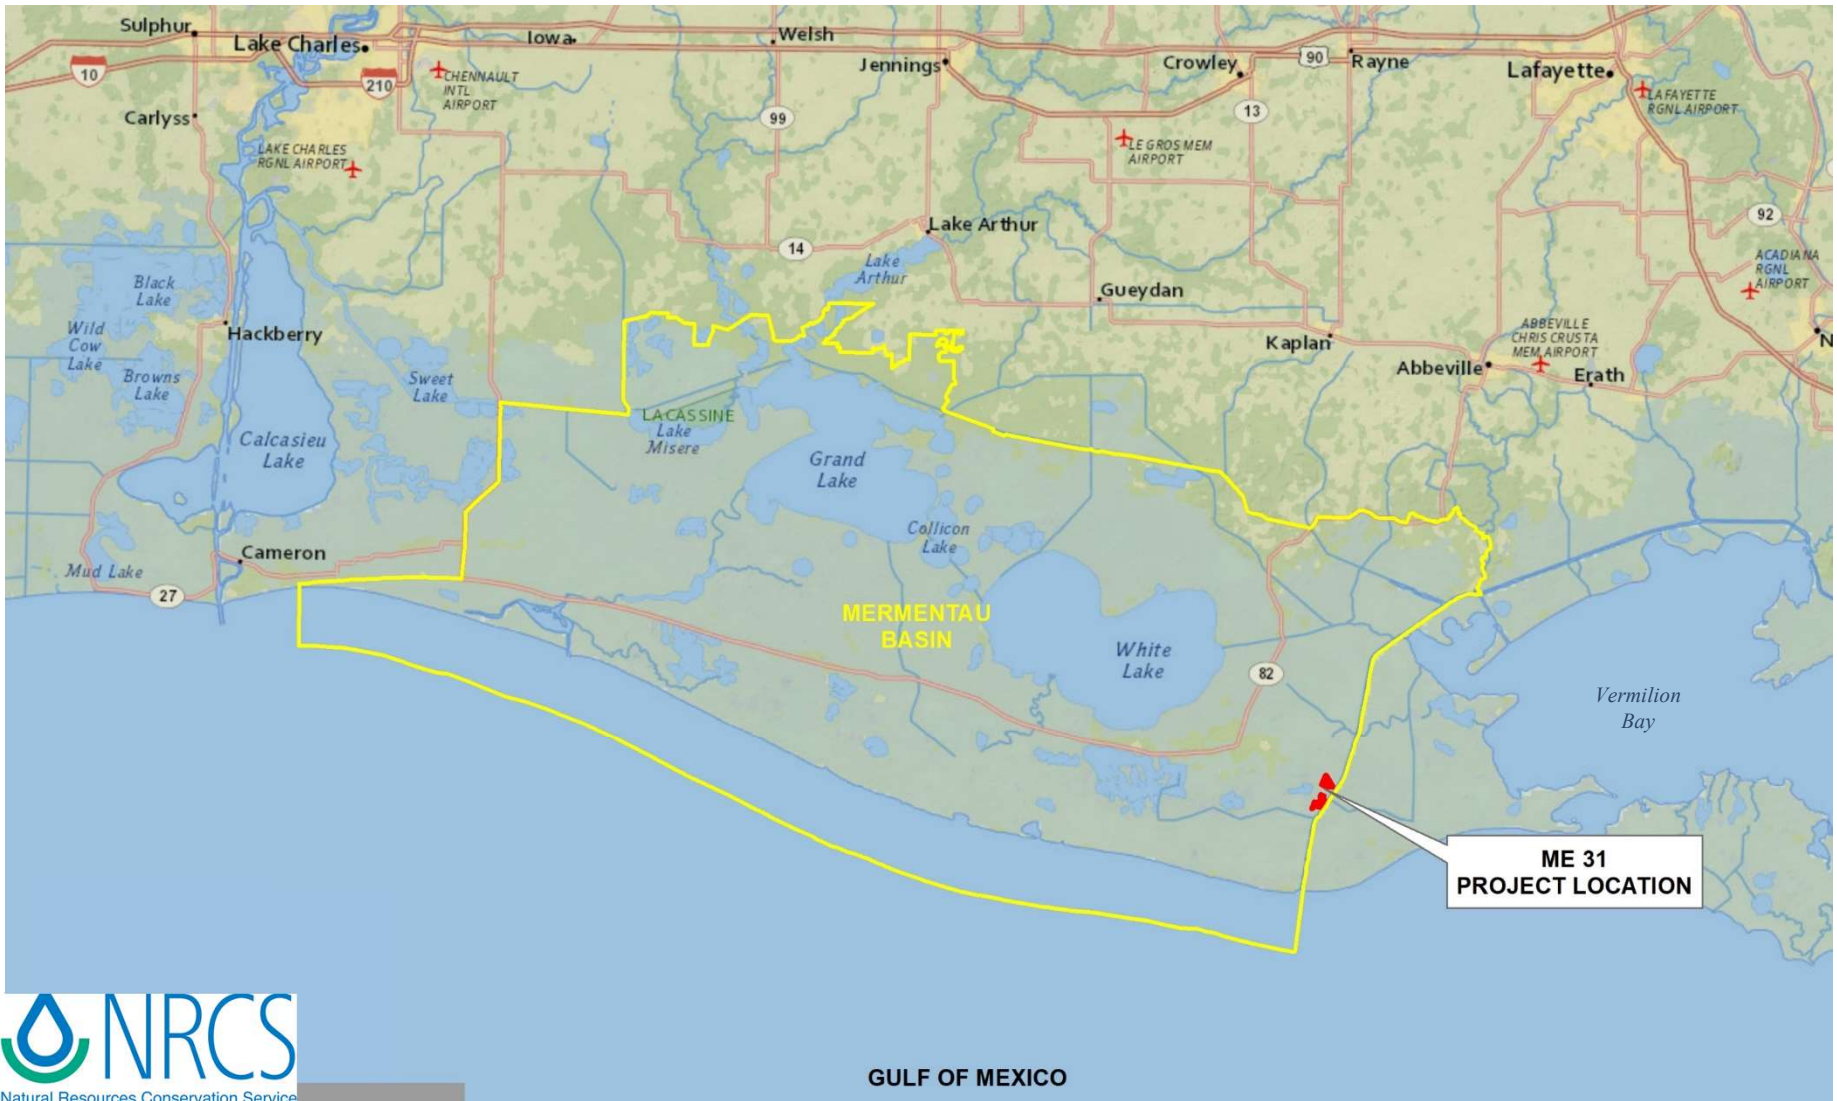 Sulphur
Lake Charles
Iowa
Welsh
Jennings
Crowley
90
Rayne
Lafayette
10
210
CHENNAULT
INTL
AIRPORT
LAFAYETTE
RGNL AIRPORT
Carlyss
99
13
LAKE CHARLES
RGNL AIRPORT
LE GROS MEM
AIRPORT
Lake Arthur
92
14
Lake
Arthur
ACADIANA
RGNL
AIRPORT
Black
Lake
Gueydan
Wild
Cow
Lake
Hackberry
Kaplan
ABBEVILLE
CHRIS CRUSTA
MEM AIRPORT
N
Browns
Lake
Sweet
Lake
Abbeville
Erath
LACASSINE
Lake
Misere
Calcasieu
Lake
Grand
Lake
Collicon
Lake
Cameron
Mud Lake
27
MERMENTAU
BASIN
White
Lake
82
Vermilion
Bay
ME 31
PROJECT LOCATION
NRCS
Natural Resources Conservation Service
GULF OF MEXICO